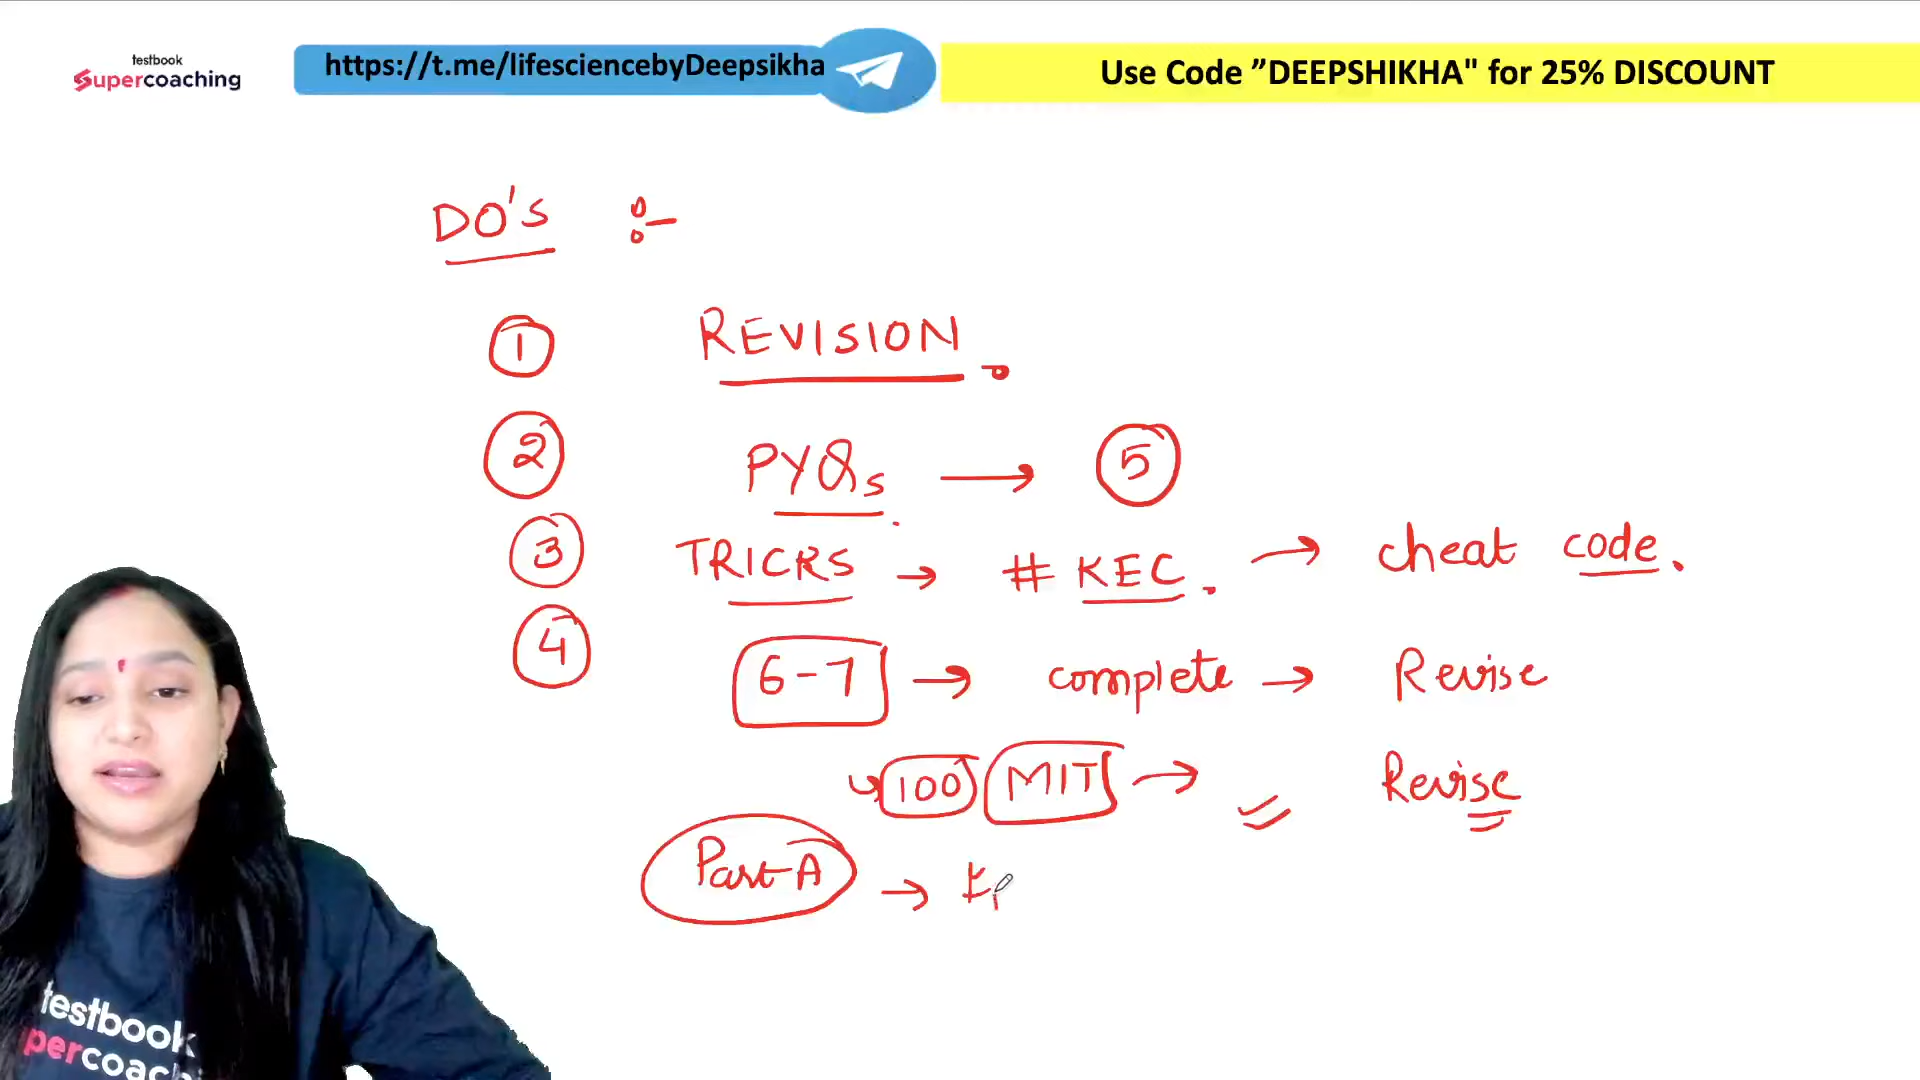 testbook
Supercoaching
https://t.me/lifesciencebyDeepsikha
Use Code ”DEEPSHIKHA" for 25% DISCOUNT
DO's :-
1 REVISION.
2 PYQs → 5
3 TRICKS → # KEC. → cheat code.
4 6-7 → complete → Revise
↳ 100 MIT → Revise
Part-A →
testbook
percoachi